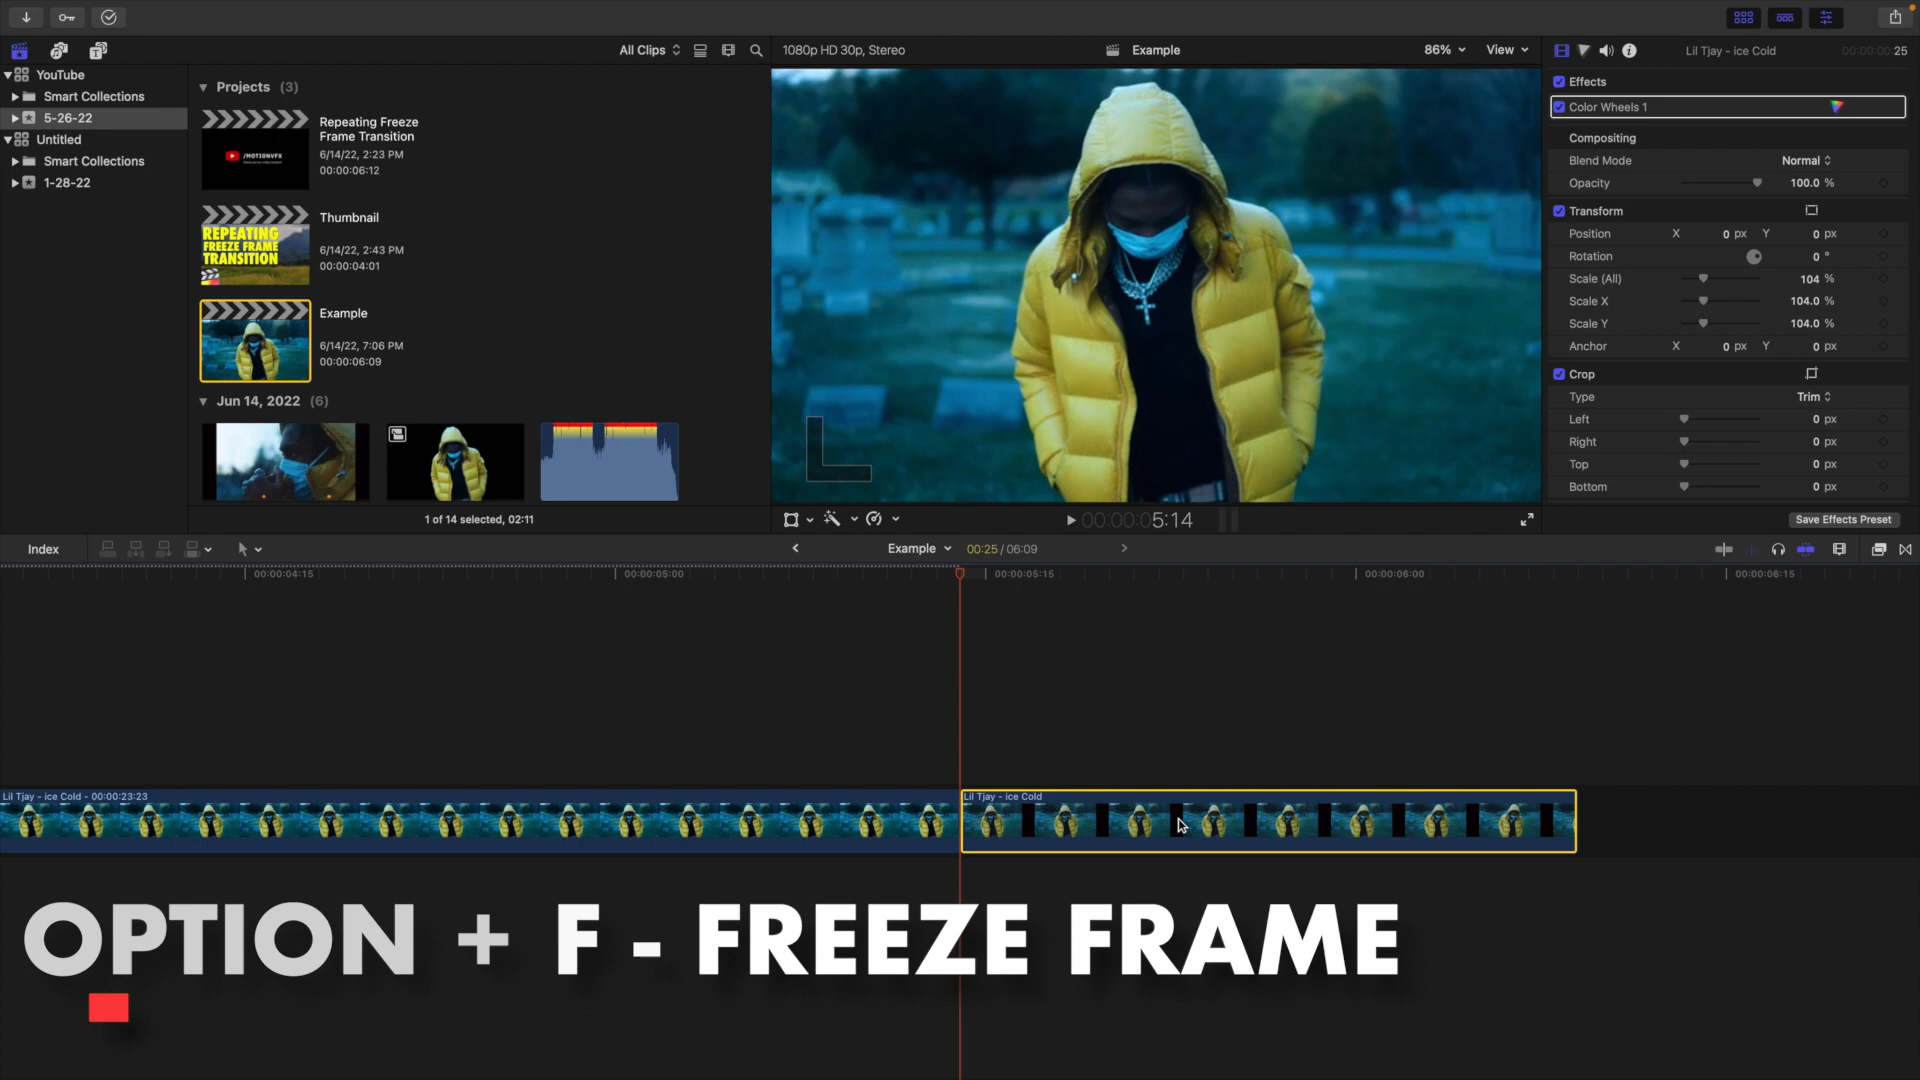 All Clips
1080p HD 30p, Stereo
Example
86%
View
Lil Tjay - ice Cold
00:00:00:25
YouTube
Smart Collections
5-26-22
Untitled
Smart Collections
1-28-22
Projects (3)
Repeating Freeze
Frame Transition
6/14/22, 2:23 PM
00:00:06:12
/MOTIONVFX
Thumbnail
6/14/22, 2:43 PM
00:00:04:01
REPEATING
FREEZE FRAME
TRANSITION
Example
6/14/22, 7:06 PM
00:00:06:09
Jun 14, 2022 (6)
1 of 14 selected, 02:11
00:00:05:14
Effects
Color Wheels 1
Compositing
Blend Mode Normal
Opacity 100.0 %
Transform
Position X 0 px Y 0 px
Rotation 0 °
Scale (All) 104 %
Scale X 104.0 %
Scale Y 104.0 %
Anchor X 0 px Y 0 px
Crop
Type Trim
Left 0 px
Right 0 px
Top 0 px
Bottom 0 px
Save Effects Preset
Index
Example 00:25 / 06:09
00:00:04:15
00:00:05:00
00:00:05:15
00:00:06:00
00:00:06:15
Lil Tjay - ice Cold - 00:00:23:23
Lil Tjay - ice Cold
OPTION + F - FREEZE FRAME